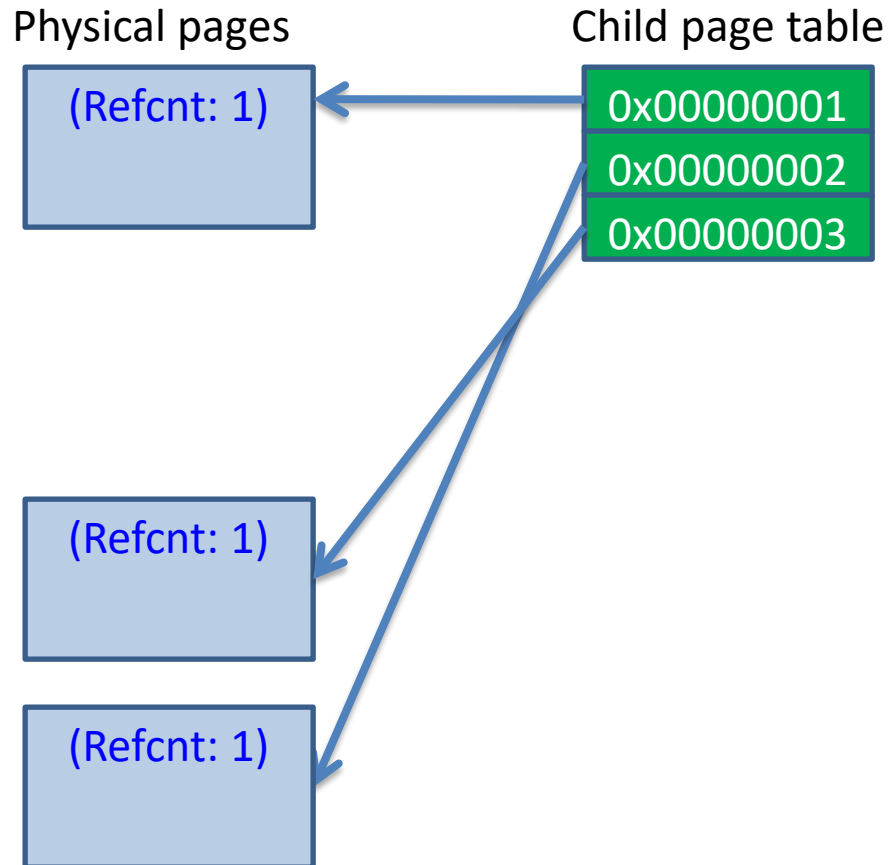 Physical pages
Child page table
(Refcnt: 1)
0x00000001
0x00000002
0x00000003
(Refcnt: 1)
(Refcnt: 1)